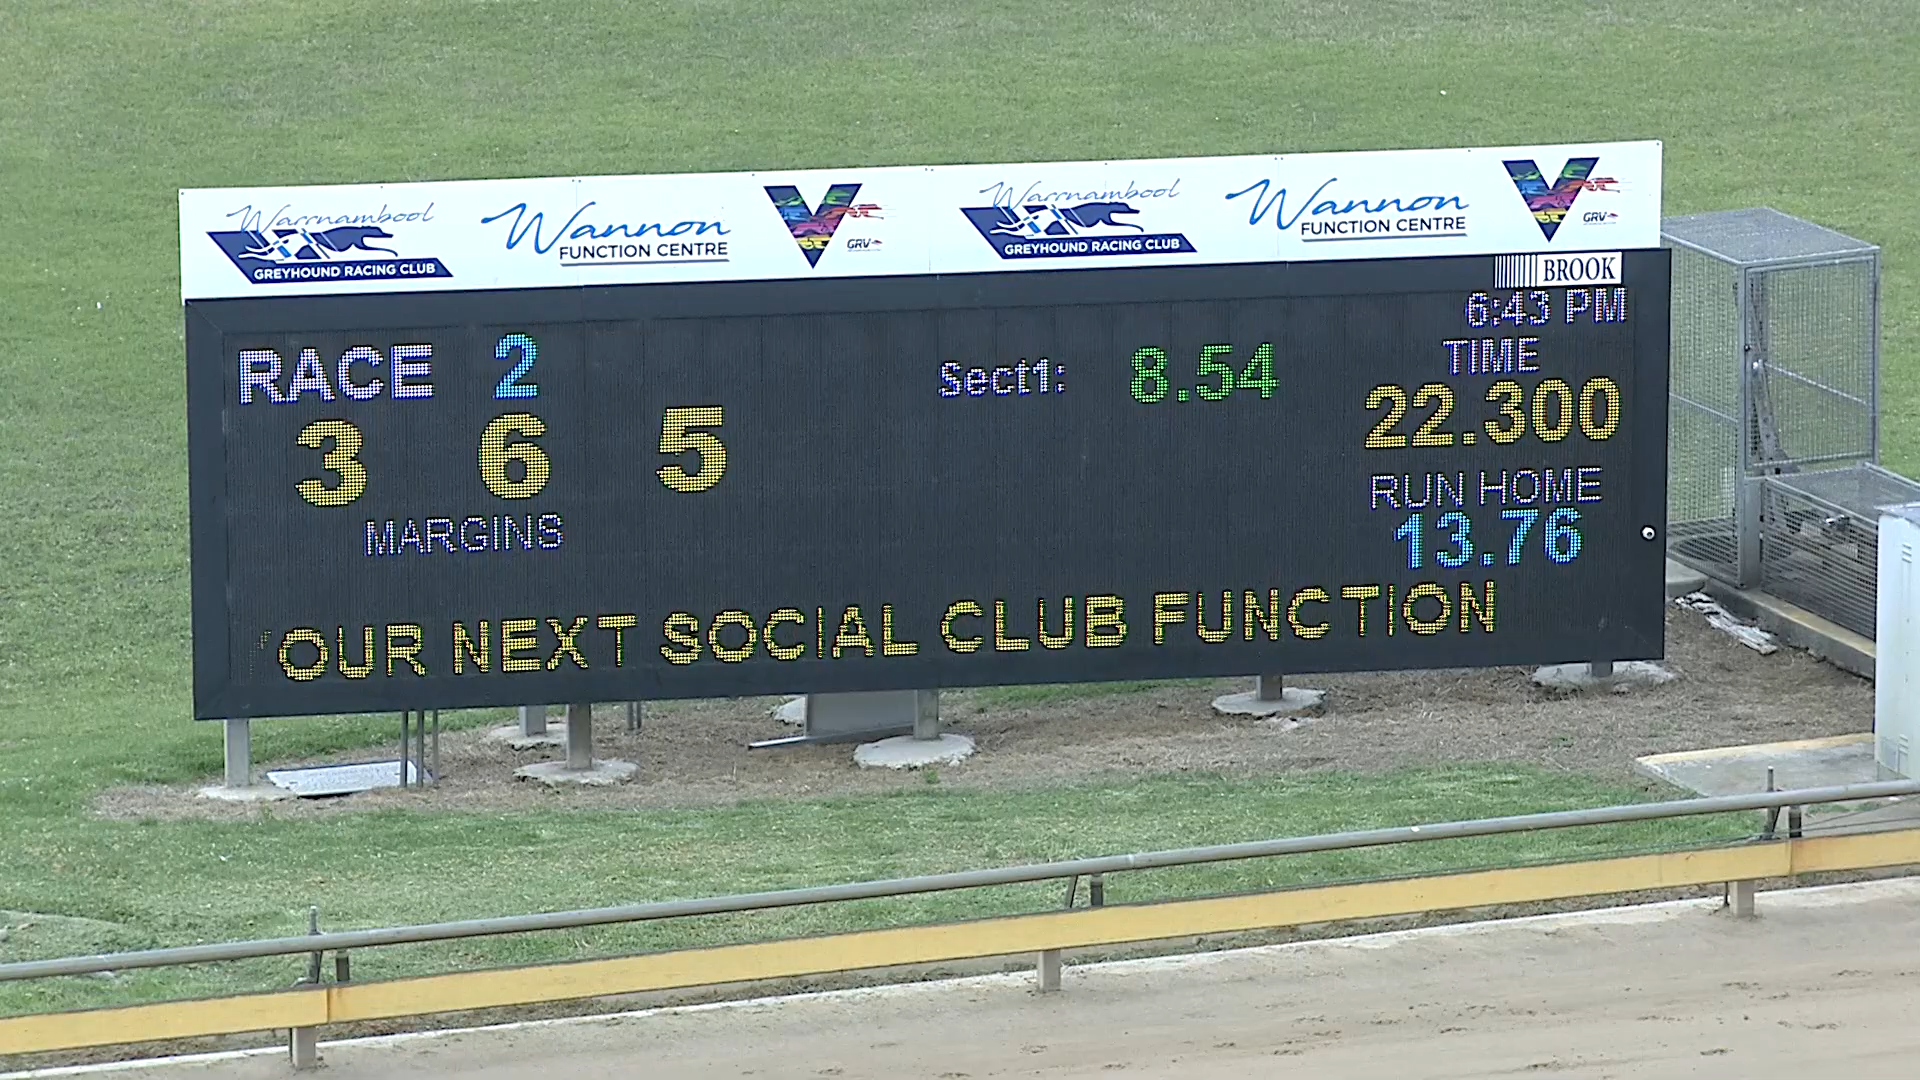 Warrnambool
GREYHOUND RACING CLUB
Wannon
FUNCTION CENTRE
GRV
Warrnambool
GREYHOUND RACING CLUB
Wannon
FUNCTION CENTRE
GRV
BROOK
6:43 PM
RACE 2
Sect1: 8.54
TIME
22.300
3 6 5
RUN HOME
13.76
MARGINS
OUR NEXT SOCIAL CLUB FUNCTION